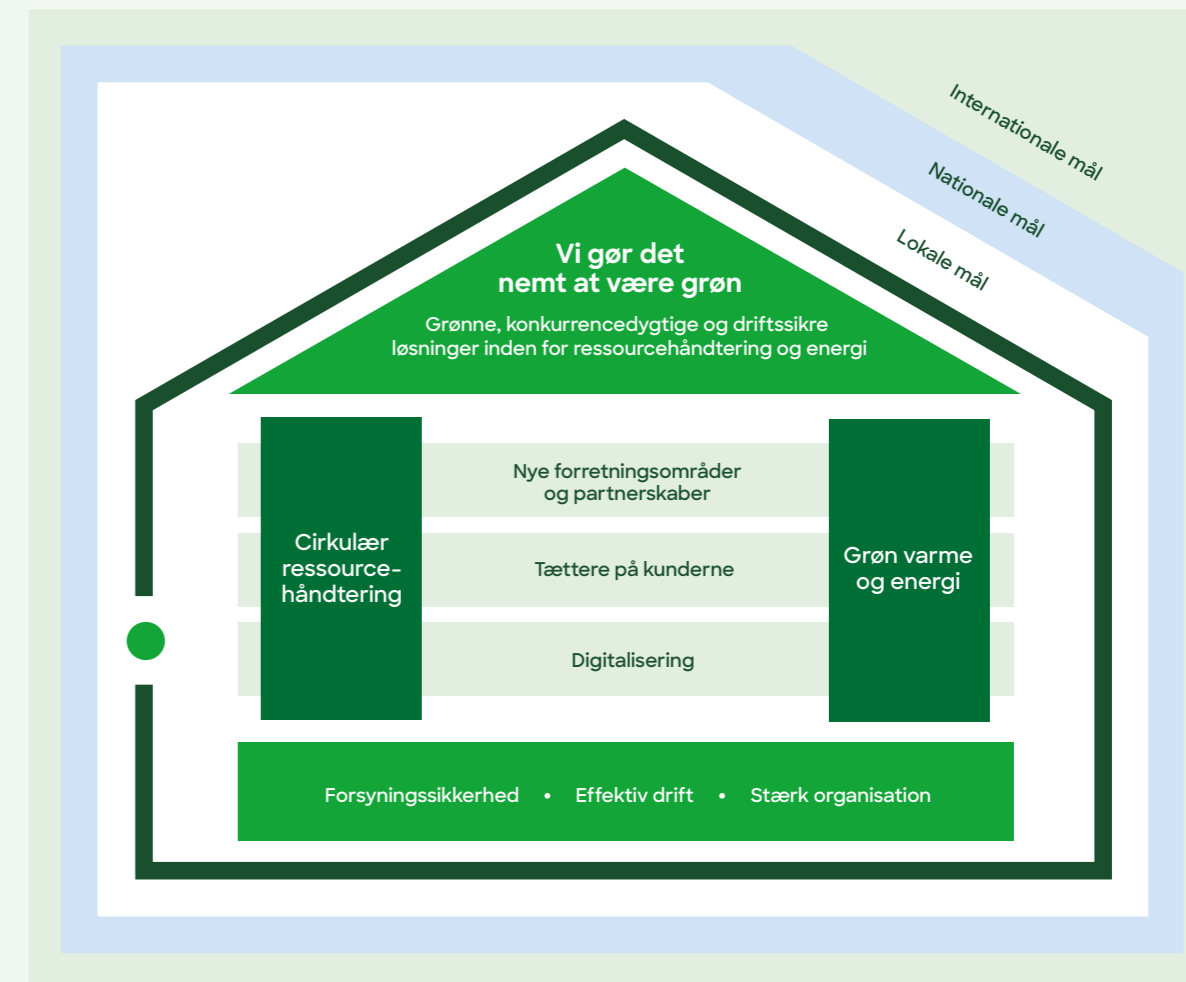 Internationale mål
Nationale mål
Lokale mål
Vi gør det
nemt at være grøn
Grønne, konkurrencedygtige og driftssikre
løsninger inden for ressourcehåndtering og energi
Cirkulær
ressource-
håndtering
Nye forretningsområder
og partnerskaber
Tættere på kunderne
Digitalisering
Grøn varme
og energi
Forsyningssikkerhed • Effektiv drift • Stærk organisation